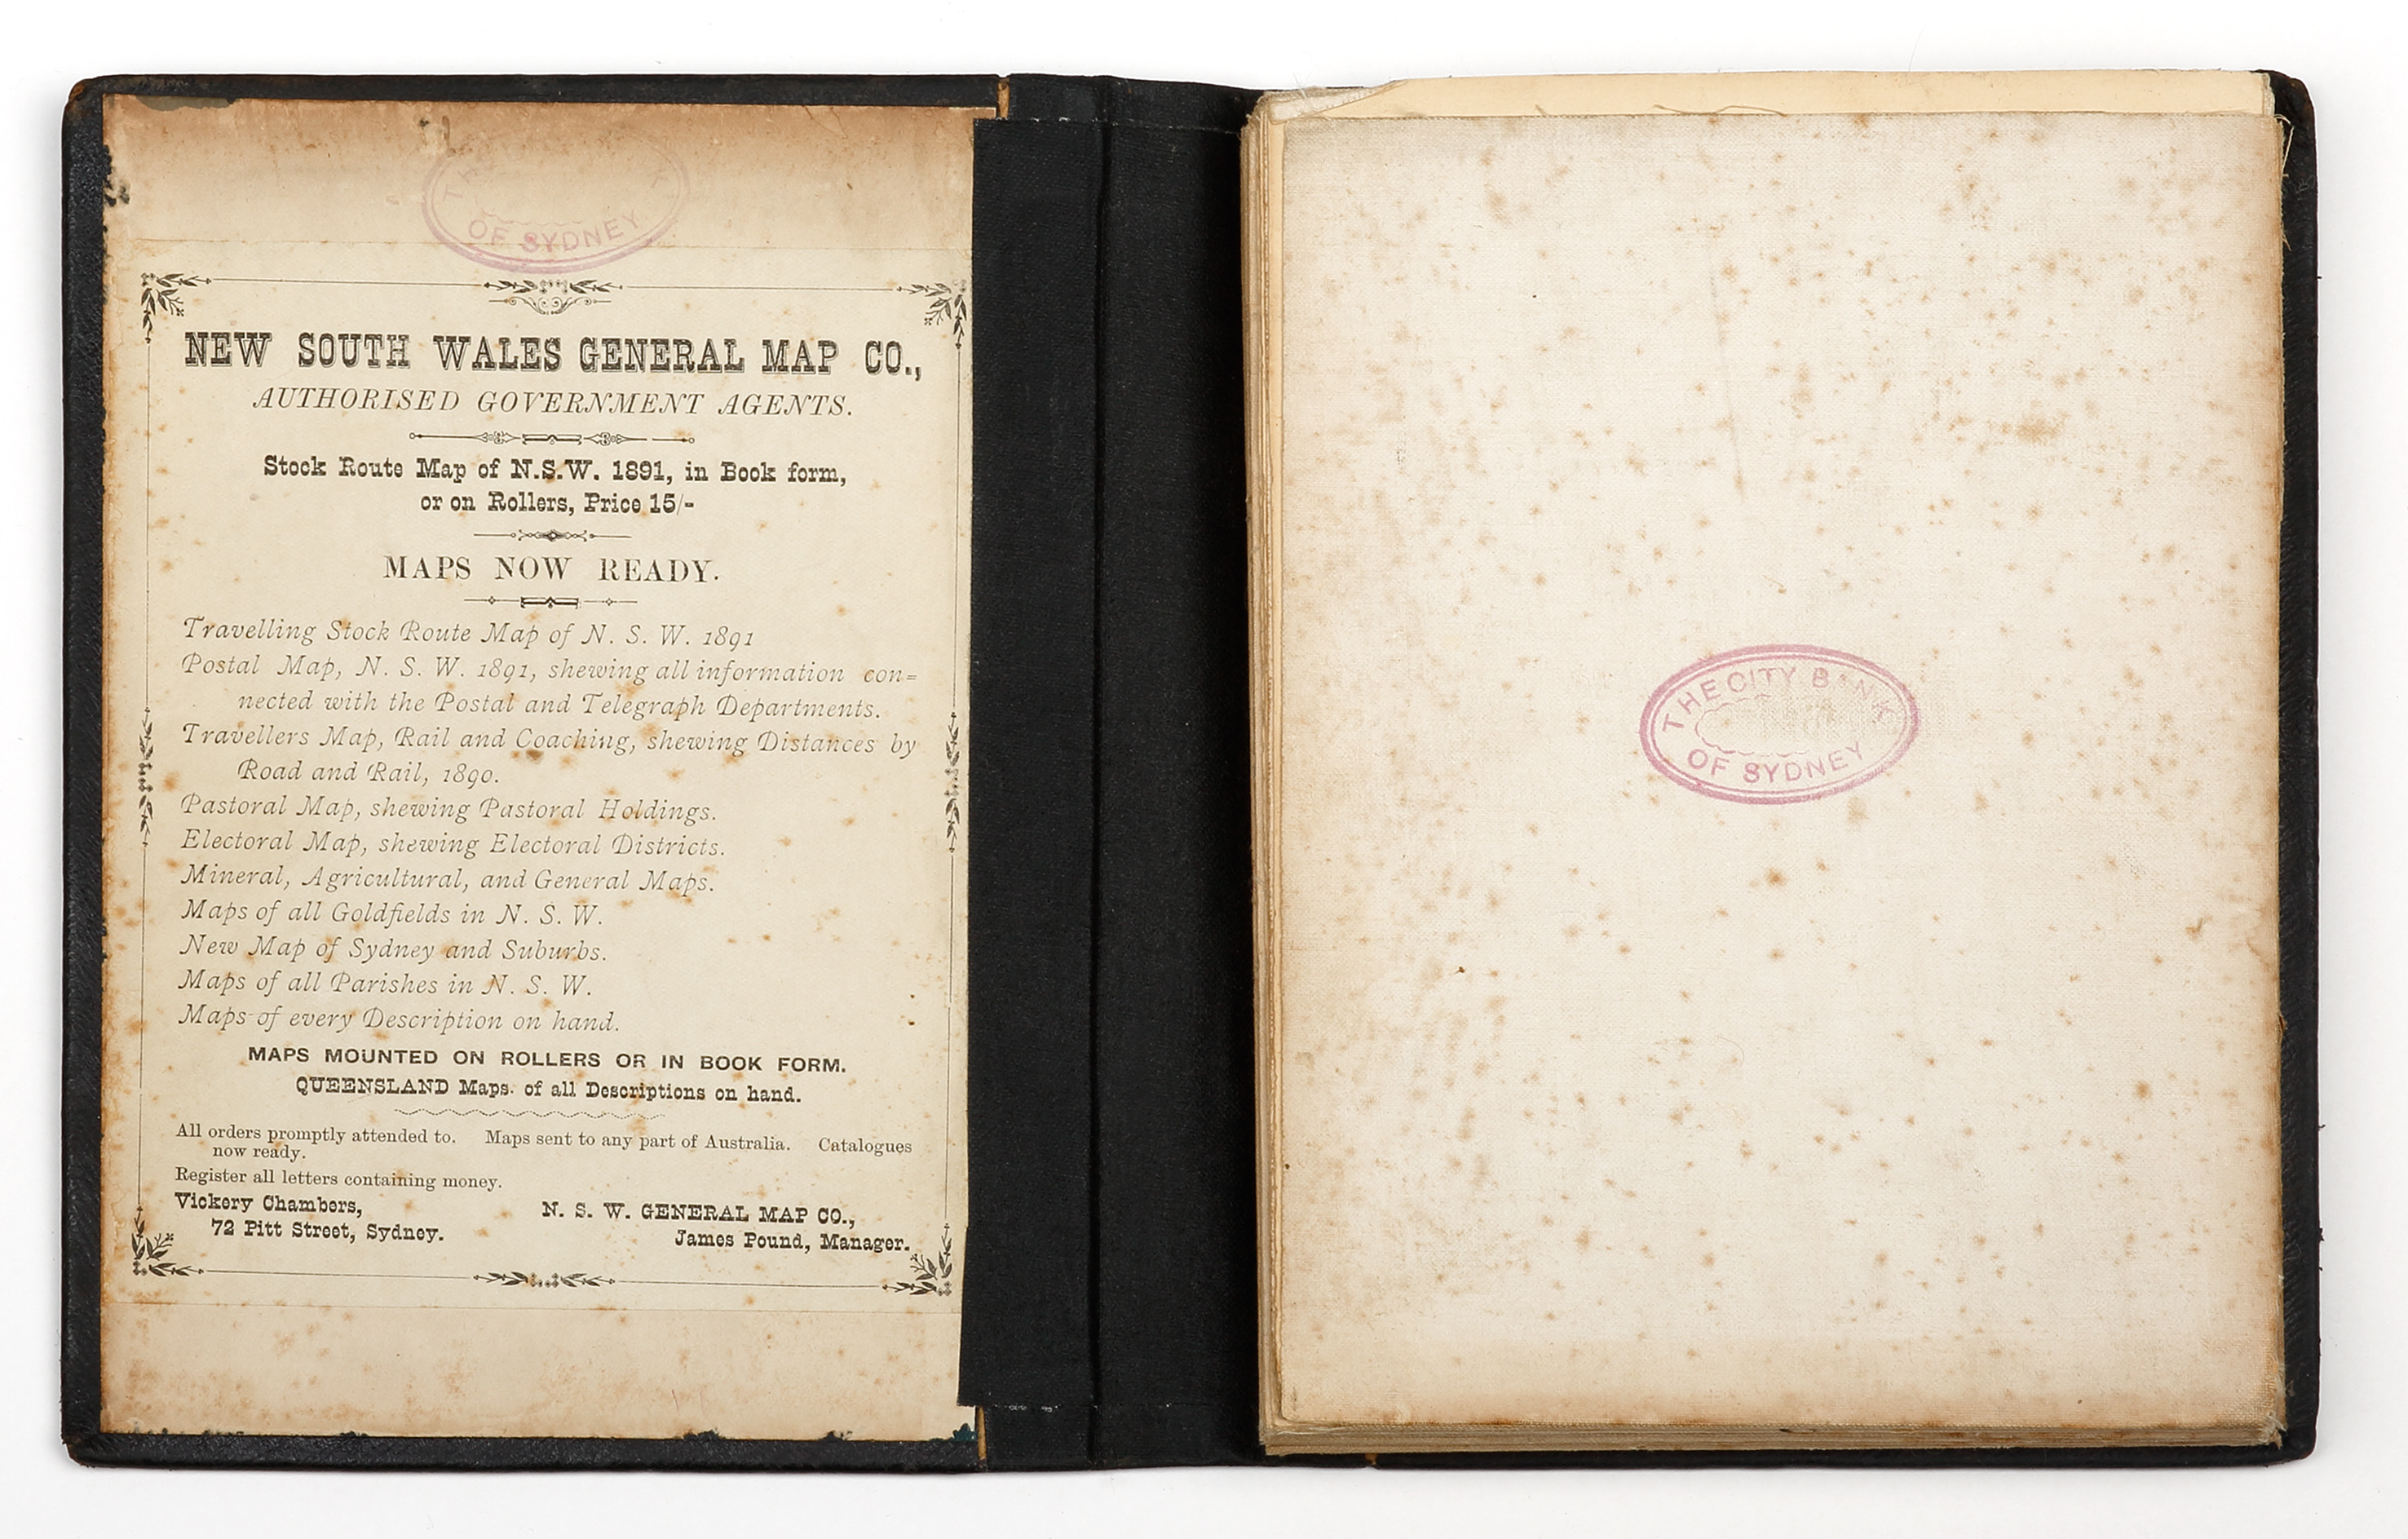 OF SYDNEY
NEW SOUTH WALES GENERAL MAP CO.,
AUTHORISED GOVERNMENT AGENTS.
Stock Route Map of N.S.W. 1891, in Book form,
or on Rollers, Price 15/-
MAPS NOW READY.
Travelling Stock Route Map of N. S. W. 1891
Postal Map, N. S. W. 1891, shewing all information con=
nected with the Postal and Telegraph Departments.
Travellers Map, Rail and Coaching, shewing Distances by
Road and Rail, 1890.
Pastoral Map, shewing Pastoral Holdings.
Electoral Map, shewing Electoral Districts.
Mineral, Agricultural, and General Maps.
Maps of all Goldfields in N. S. W.
New Map of Sydney and Suburbs.
Maps of all Parishes in N. S. W.
Maps of every Description on hand.
MAPS MOUNTED ON ROLLERS OR IN BOOK FORM.
QUEENSLAND Maps. of all Descriptions on hand.
All orders promptly attended to. Maps sent to any part of Australia. Catalogues
now ready.
Register all letters containing money.
Vickery Chambers,
72 Pitt Street, Sydney.
N. S. W. GENERAL MAP CO.,
James Pound, Manager.
THE CITY BANK
OF SYDNEY